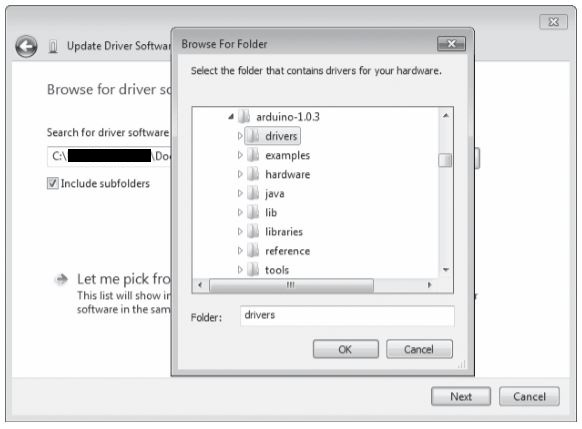 Update Driver Softwar
Browse For Folder
Select the folder that contains drivers for your hardware.
Browse for driver so
Search for driver software
C:\ \Doc
Include subfolders
arduino-1.0.3
drivers
examples
hardware
java
lib
libraries
reference
tools
Folder: drivers
OK Cancel
Let me pick fro
This list will show in
software in the sam
Next Cancel